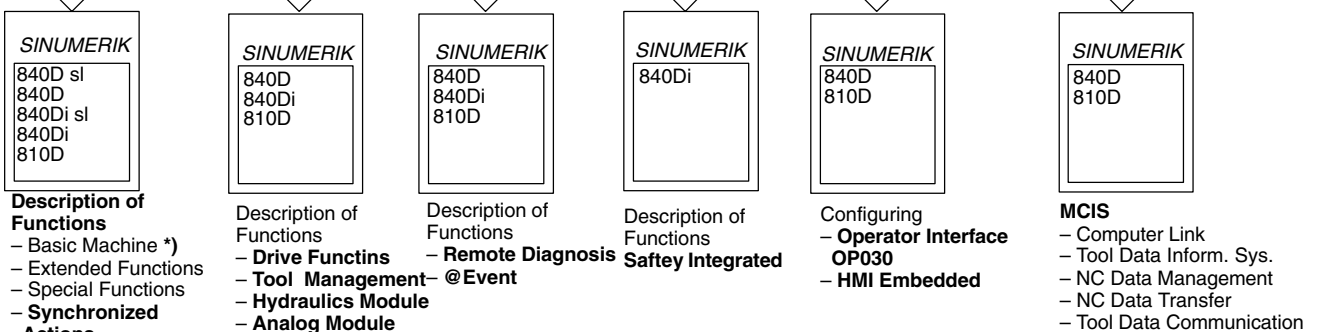 SINUMERIK
840D sl
840D
840Di sl
840Di
810D
Description of
Functions
– Basic Machine *)
– Extended Functions
– Special Functions
– Synchronized
Actions
SINUMERIK
840D
840Di
810D
Description of
Functions
– Drive Functins
– Tool Management
– Hydraulics Module
– Analog Module
SINUMERIK
840D
840Di
810D
Description of
Functions
– Remote Diagnosis
– @Event
SINUMERIK
840Di
Description of
Functions
Saftey Integrated
SINUMERIK
840D
810D
Configuring
– Operator Interface
OP030
– HMI Embedded
SINUMERIK
840D
810D
MCIS
– Computer Link
– Tool Data Inform. Sys.
– NC Data Management
– NC Data Transfer
– Tool Data Communication